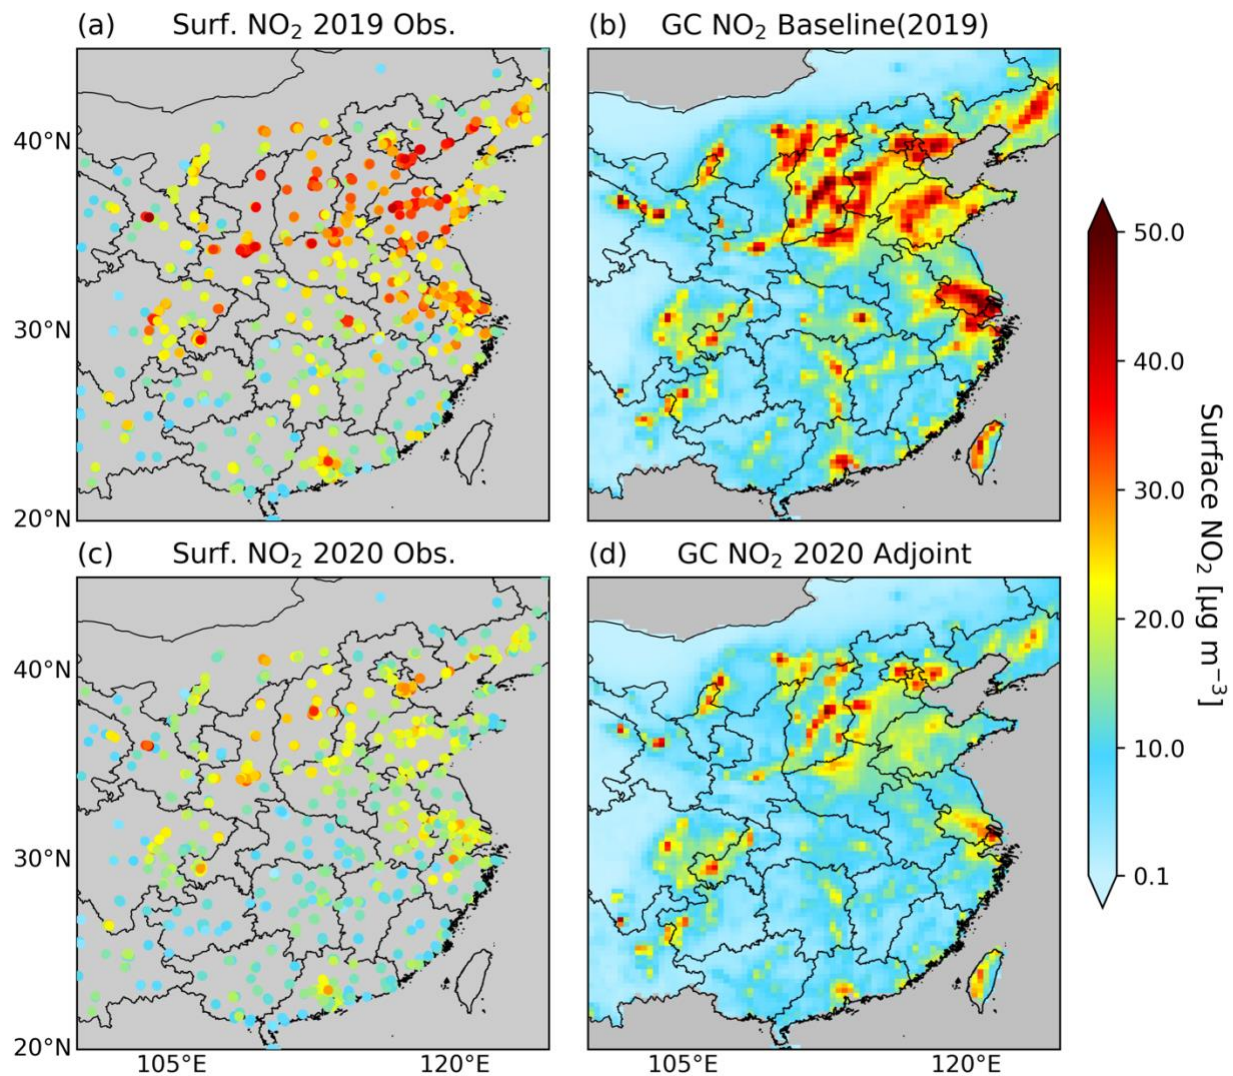 (a) Surf. NO₂ 2019 Obs.
(b) GC NO₂ Baseline(2019)
40°N
30°N
20°N
(c) Surf. NO₂ 2020 Obs.
(d) GC NO₂ 2020 Adjoint
40°N
30°N
20°N
105°E
120°E
105°E
120°E
50.0
40.0
30.0
20.0
10.0
0.1
Surface NO₂ [µg m⁻³]